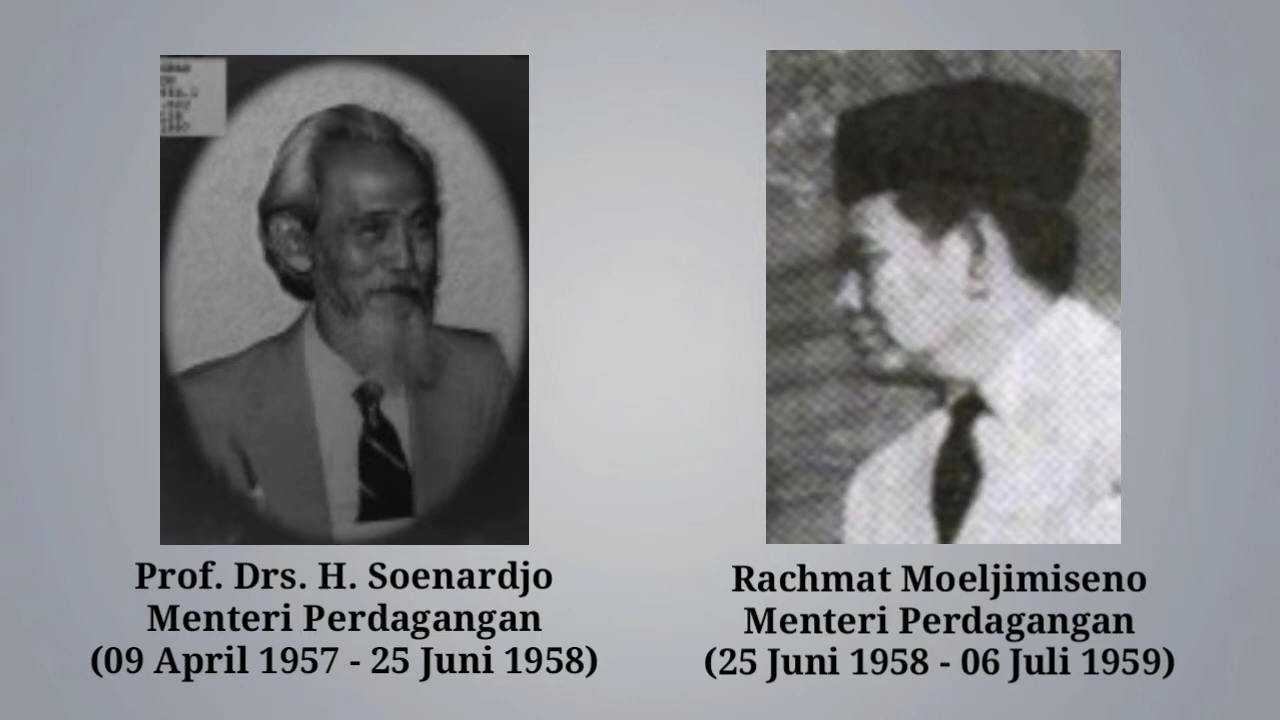 Prof. Drs. H. Soenardjo
Menteri Perdagangan
(09 April 1957 - 25 Juni 1958)
Rachmat Moeljimiseno
Menteri Perdagangan
(25 Juni 1958 - 06 Juli 1959)